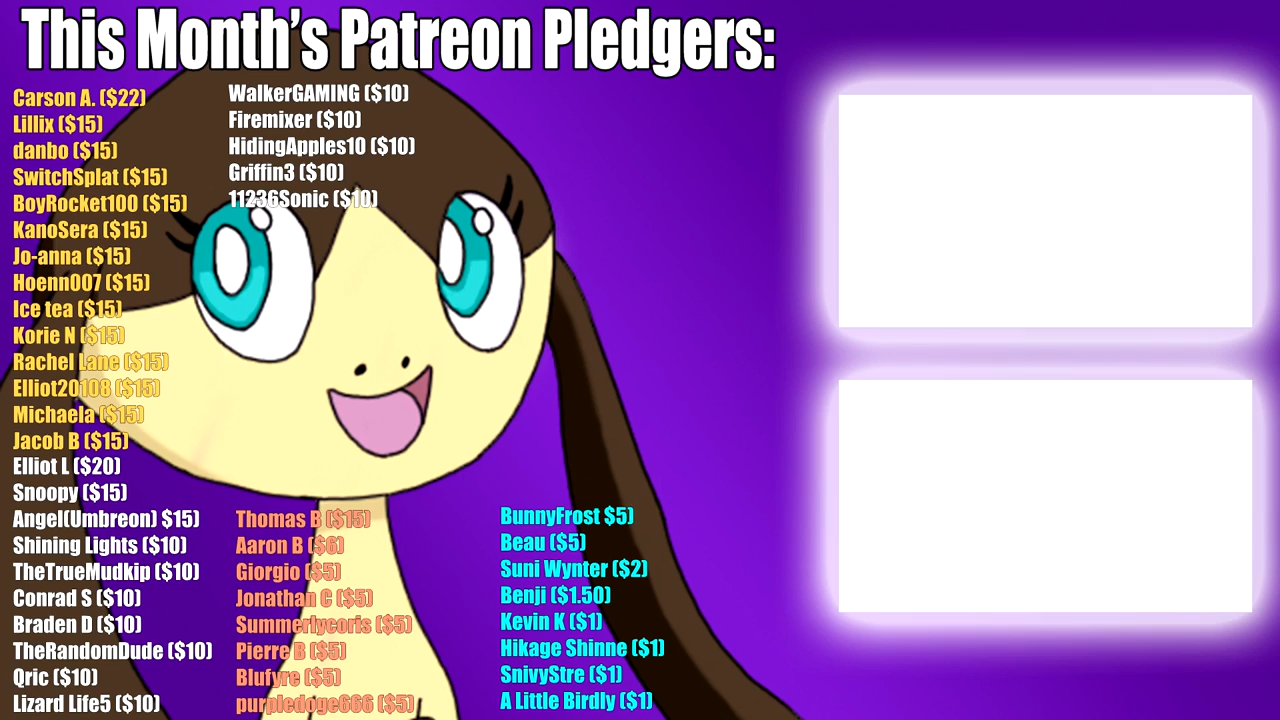 This Month's Patreon Pledgers:
Carson A. ($22)
Lillix ($15)
danbo ($15)
SwitchSplat ($15)
BoyRocket100 ($15)
KanoSera ($15)
Jo-anna ($15)
Hoenn007 ($15)
Ice tea ($15)
Korie N ($15)
Rachel Lane ($15)
Elliot20108 ($15)
Michaela ($15)
Jacob B ($15)
Elliot L ($20)
Snoopy ($15)
Angel(Umbreon) $15)
Shining Lights ($10)
TheTrueMudkip ($10)
Conrad S ($10)
Braden D ($10)
TheRandomDude ($10)
Qric ($10)
Lizard Life5 ($10)
WalkerGAMING ($10)
Firemixer ($10)
HidingApples10 ($10)
Griffin3 ($10)
11236Sonic ($10)
Thomas B ($15)
Aaron B ($6)
Giorgio ($5)
Jonathan C ($5)
Summerlycoris ($5)
Pierre B ($5)
Blufyre ($5)
purpledoge666 ($5)
BunnyFrost $5)
Beau ($5)
Suni Wynter ($2)
Benji ($1.50)
Kevin K ($1)
Hikage Shinne ($1)
SnivyStre ($1)
A Little Birdly ($1)